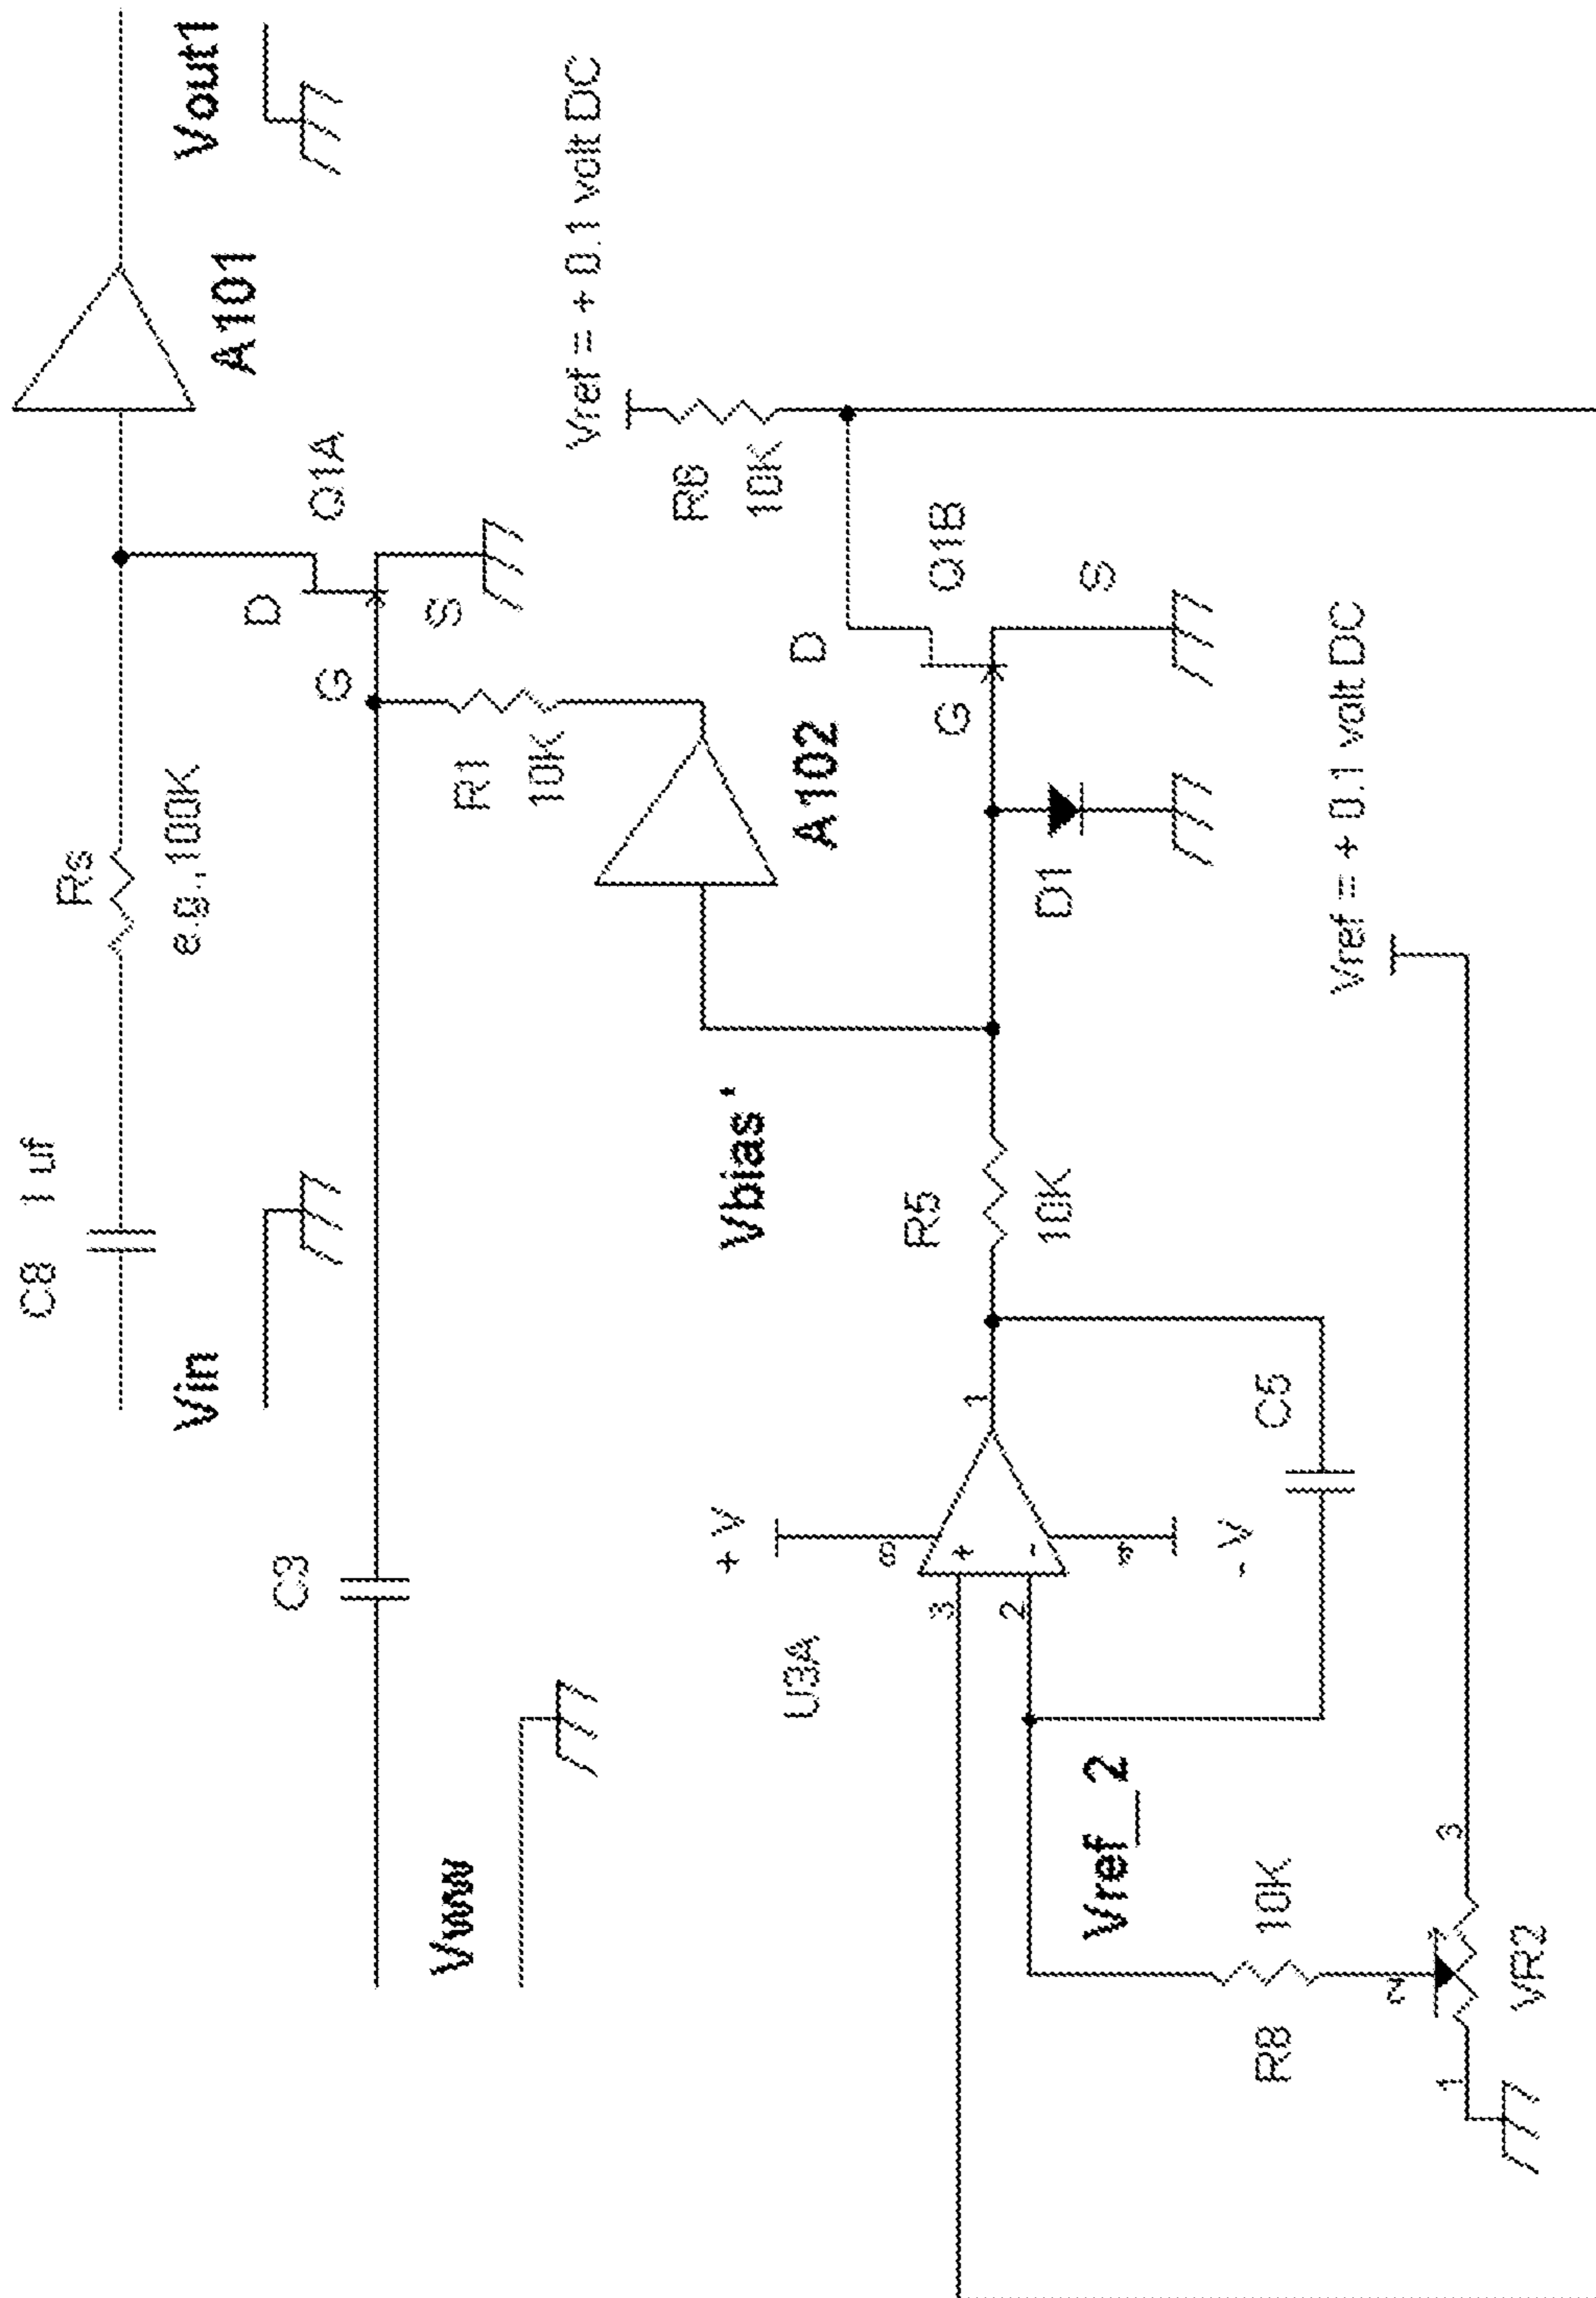 C8 1 uf
Rs
e.g.,100K
Vin
A101
Vout1
C3
G
D
Q1A
S
Vww
R1
10K
Vref = + 0.1 volt DC
R6
10K
A102
D
Q1B
G
S
D1
Vbias'
U3A
+ V
8
3
+
2
-
1
4
- V
R5
10K
C5
Vref_2
R8
10K
2
1
3
VR2
Vref = + 0.1 volt DC